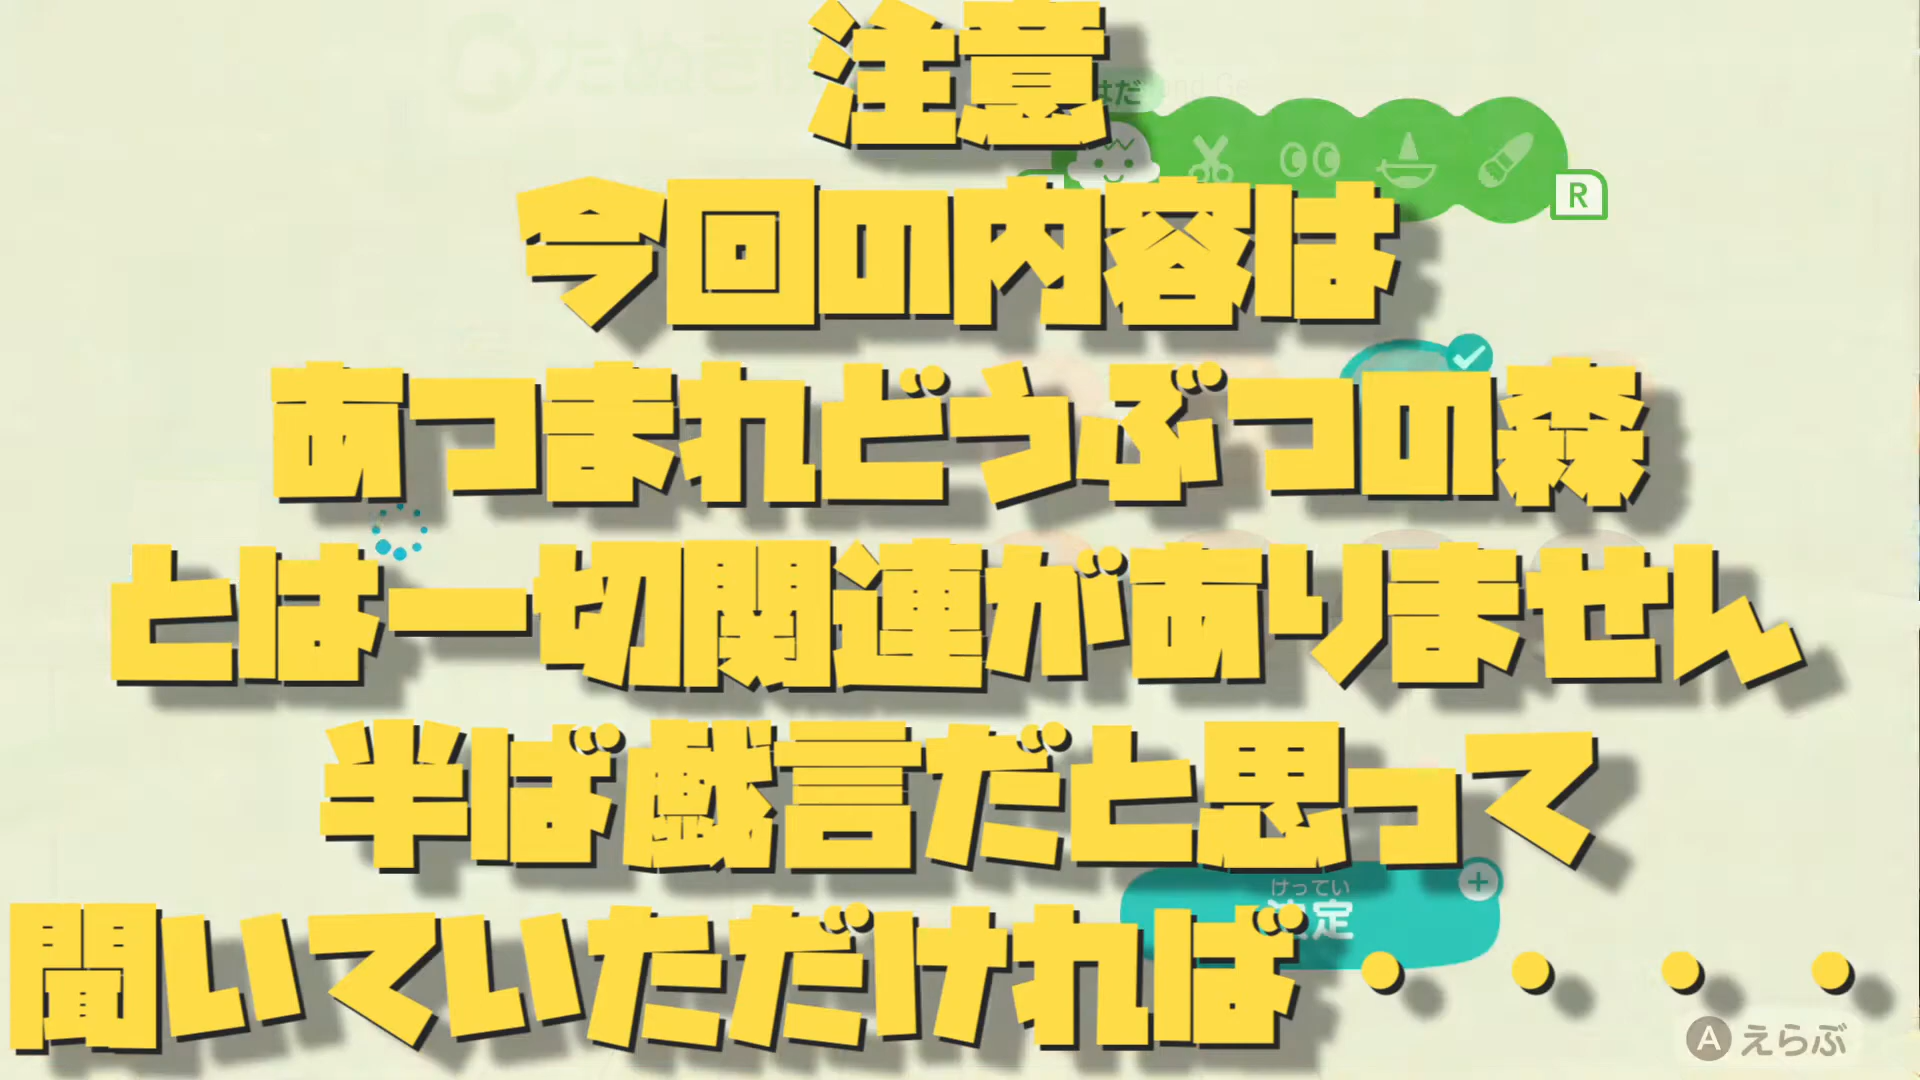 注意
今回の内容は
あつまれどうぶつの森
とは一切関連がありません
半ば戯言だと思って
聞いていただければ・・・・
はだ
R
けってい
決定
A えらぶ